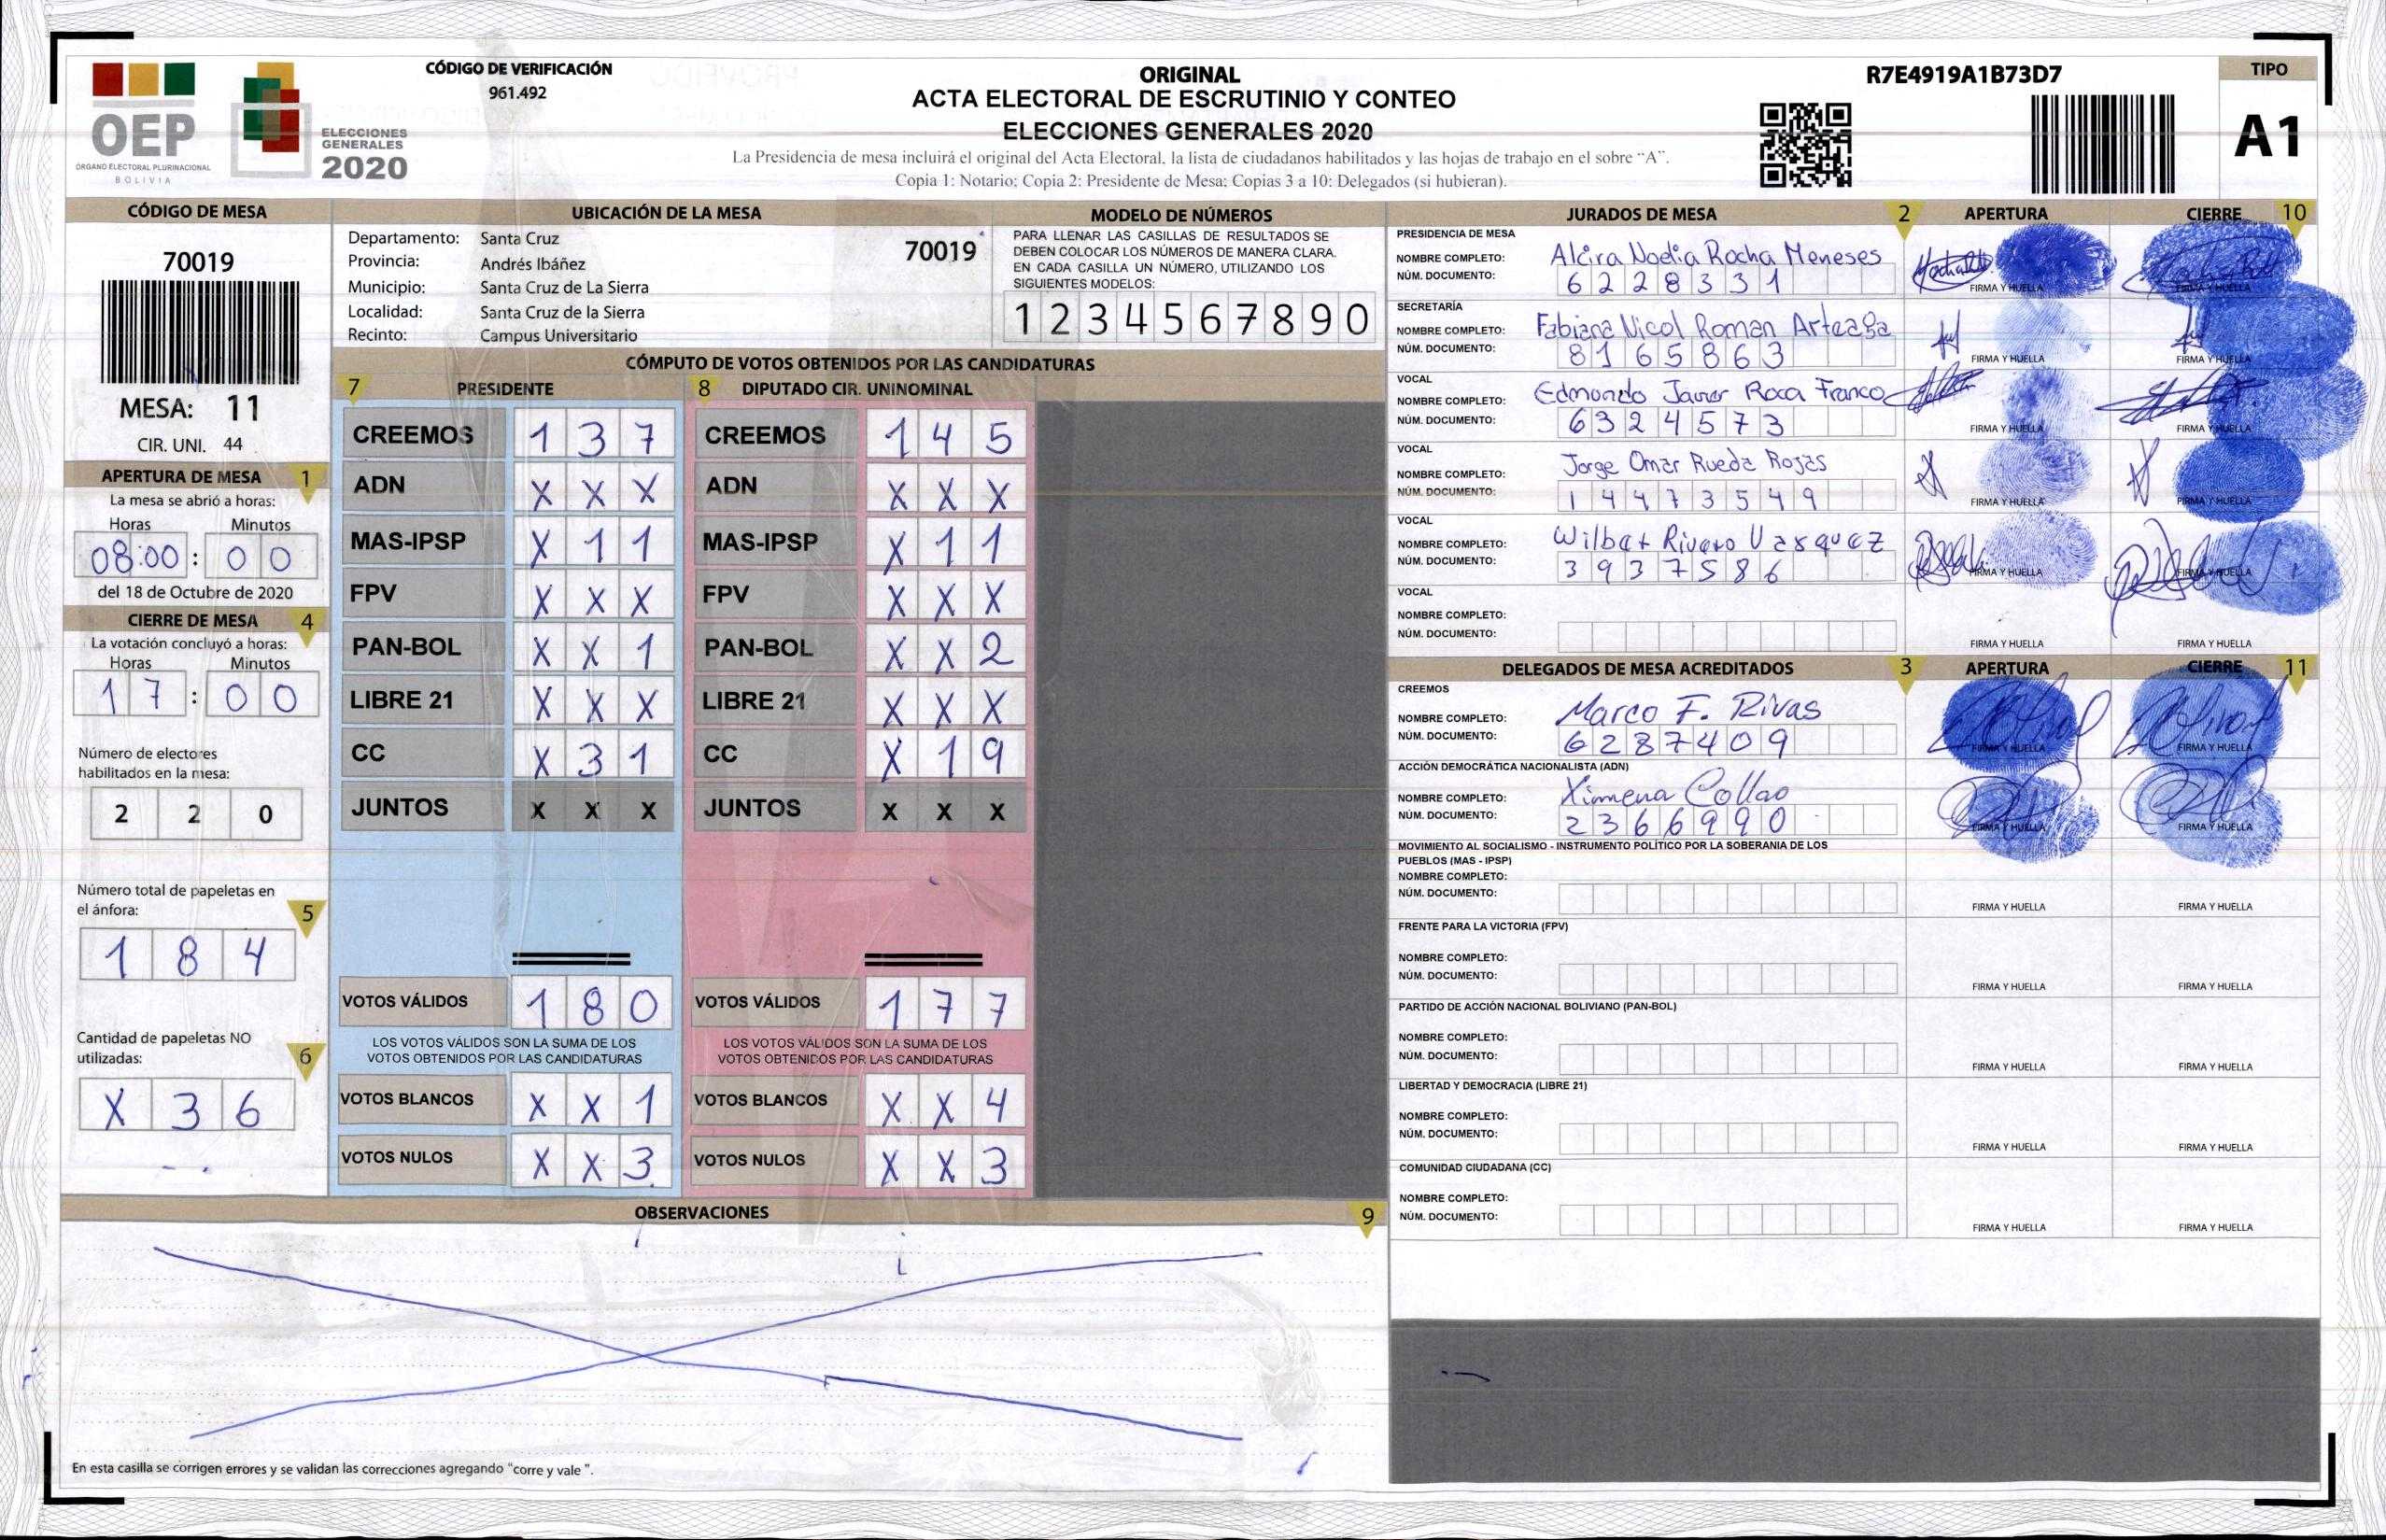 OEP
ÓRGANO ELECTORAL PLURINACIONAL
BOLIVIA
ELECCIONES
GENERALES
2020
CÓDIGO DE VERIFICACIÓN
961.492
ORIGINAL
ACTA ELECTORAL DE ESCRUTINIO Y CONTEO
ELECCIONES GENERALES 2020
La Presidencia de mesa incluirá el original del Acta Electoral, la lista de ciudadanos habilitados y las hojas de trabajo en el sobre “A”.
Copia 1: Notario; Copia 2: Presidente de Mesa; Copias 3 a 10: Delegados (si hubieran).
R7E4919A1B73D7
TIPO
A1
CÓDIGO DE MESA
70019
MESA: 11
CIR. UNI. 44
APERTURA DE MESA 1
La mesa se abrió a horas:
Horas Minutos
08:00 : 0 0
del 18 de Octubre de 2020
CIERRE DE MESA 4
La votación concluyó a horas:
Horas Minutos
1 7 : 0 0
Número de electores
habilitados en la mesa:
2 2 0
Número total de papeletas en
el ánfora: 5
1 8 4
Cantidad de papeletas NO
utilizadas: 6
X 3 6
UBICACIÓN DE LA MESA
Departamento: Santa Cruz
70019
Provincia: Andrés Ibáñez
Municipio: Santa Cruz de La Sierra
Localidad: Santa Cruz de la Sierra
Recinto: Campus Universitario
MODELO DE NÚMEROS
PARA LLENAR LAS CASILLAS DE RESULTADOS SE
DEBEN COLOCAR LOS NÚMEROS DE MANERA CLARA.
EN CADA CASILLA UN NÚMERO, UTILIZANDO LOS
SIGUIENTES MODELOS:
1 2 3 4 5 6 7 8 9 0
CÓMPUTO DE VOTOS OBTENIDOS POR LAS CANDIDATURAS
7 PRESIDENTE
CREEMOS 1 3 7
ADN X X X
MAS-IPSP X 1 1
FPV X X X
PAN-BOL X X 1
LIBRE 21 X X X
CC X 3 1
JUNTOS X X X
VOTOS VÁLIDOS 1 8 0
LOS VOTOS VÁLIDOS SON LA SUMA DE LOS
VOTOS OBTENIDOS POR LAS CANDIDATURAS
VOTOS BLANCOS X X 1
VOTOS NULOS X X 3
8 DIPUTADO CIR. UNINOMINAL
CREEMOS 1 4 5
ADN X X X
MAS-IPSP X 1 1
FPV X X X
PAN-BOL X X 2
LIBRE 21 X X X
CC X 1 9
JUNTOS X X X
VOTOS VÁLIDOS 1 7 7
LOS VOTOS VÁLIDOS SON LA SUMA DE LOS
VOTOS OBTENIDOS POR LAS CANDIDATURAS
VOTOS BLANCOS X X 4
VOTOS NULOS X X 3
OBSERVACIONES 9
En esta casilla se corrigen errores y se validan las correcciones agregando “corre y vale ”.
JURADOS DE MESA 2 APERTURA CIERRE 10
PRESIDENCIA DE MESA
NOMBRE COMPLETO: Alcira Noelia Rocha Meneses
NÚM. DOCUMENTO: 6 2 2 8 3 3 1
FIRMA Y HUELLA FIRMA Y HUELLA
SECRETARÍA
NOMBRE COMPLETO: Fabiana Nicol Roman Arteaga
NÚM. DOCUMENTO: 8 1 6 5 8 6 3
FIRMA Y HUELLA FIRMA Y HUELLA
VOCAL
NOMBRE COMPLETO: Edmondo Javier Roca Franco
NÚM. DOCUMENTO: 6 3 2 4 5 7 3
FIRMA Y HUELLA FIRMA Y HUELLA
VOCAL
NOMBRE COMPLETO: Jorge Omar Rueda Rojas
NÚM. DOCUMENTO: 1 4 4 7 3 5 4 9
FIRMA Y HUELLA FIRMA Y HUELLA
VOCAL
NOMBRE COMPLETO: Wilbet Rivero Vasquez
NÚM. DOCUMENTO: 3 9 3 7 5 8 6
FIRMA Y HUELLA FIRMA Y HUELLA
VOCAL
NOMBRE COMPLETO:
NÚM. DOCUMENTO:
FIRMA Y HUELLA FIRMA Y HUELLA
DELEGADOS DE MESA ACREDITADOS 3 APERTURA CIERRE 11
CREEMOS
NOMBRE COMPLETO: Marco F. Rivas
NÚM. DOCUMENTO: 6 2 8 7 4 0 9
FIRMA Y HUELLA FIRMA Y HUELLA
ACCIÓN DEMOCRÁTICA NACIONALISTA (ADN)
NOMBRE COMPLETO: Ximena Collao
NÚM. DOCUMENTO: 2 3 6 6 9 9 0
FIRMA Y HUELLA FIRMA Y HUELLA
MOVIMIENTO AL SOCIALISMO - INSTRUMENTO POLÍTICO POR LA SOBERANIA DE LOS
PUEBLOS (MAS - IPSP)
NOMBRE COMPLETO:
NÚM. DOCUMENTO:
FIRMA Y HUELLA FIRMA Y HUELLA
FRENTE PARA LA VICTORIA (FPV)
NOMBRE COMPLETO:
NÚM. DOCUMENTO:
FIRMA Y HUELLA FIRMA Y HUELLA
PARTIDO DE ACCIÓN NACIONAL BOLIVIANO (PAN-BOL)
NOMBRE COMPLETO:
NÚM. DOCUMENTO:
FIRMA Y HUELLA FIRMA Y HUELLA
LIBERTAD Y DEMOCRACIA (LIBRE 21)
NOMBRE COMPLETO:
NÚM. DOCUMENTO:
FIRMA Y HUELLA FIRMA Y HUELLA
COMUNIDAD CIUDADANA (CC)
NOMBRE COMPLETO:
NÚM. DOCUMENTO:
FIRMA Y HUELLA FIRMA Y HUELLA